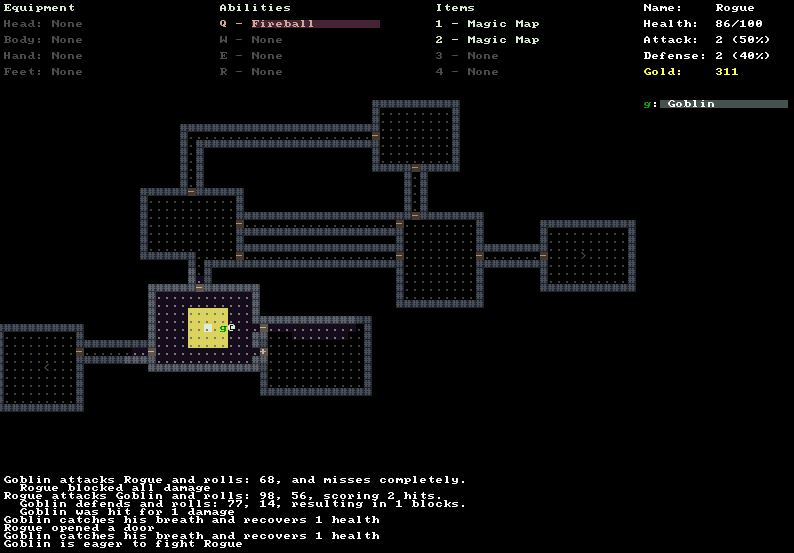 Equipment Abilities Items Name: Rogue
Head: None Q - Fireball 1 - Magic Map Health: 86/100
Body: None W - None 2 - Magic Map Attack: 2 (50%)
Hand: None E - None 3 - None Defense: 2 (40%)
Feet: None R - None 4 - None Gold: 311
g: Goblin
>
g@
<
Goblin attacks Rogue and rolls: 68, and misses completely.
Rogue blocked all damage
Rogue attacks Goblin and rolls: 98, 56, scoring 2 hits.
Goblin defends and rolls: 77, 14, resulting in 1 blocks.
Goblin was hit for 1 damage
Goblin catches his breath and recovers 1 health
Rogue opened a door
Goblin catches his breath and recovers 1 health
Goblin is eager to fight Rogue